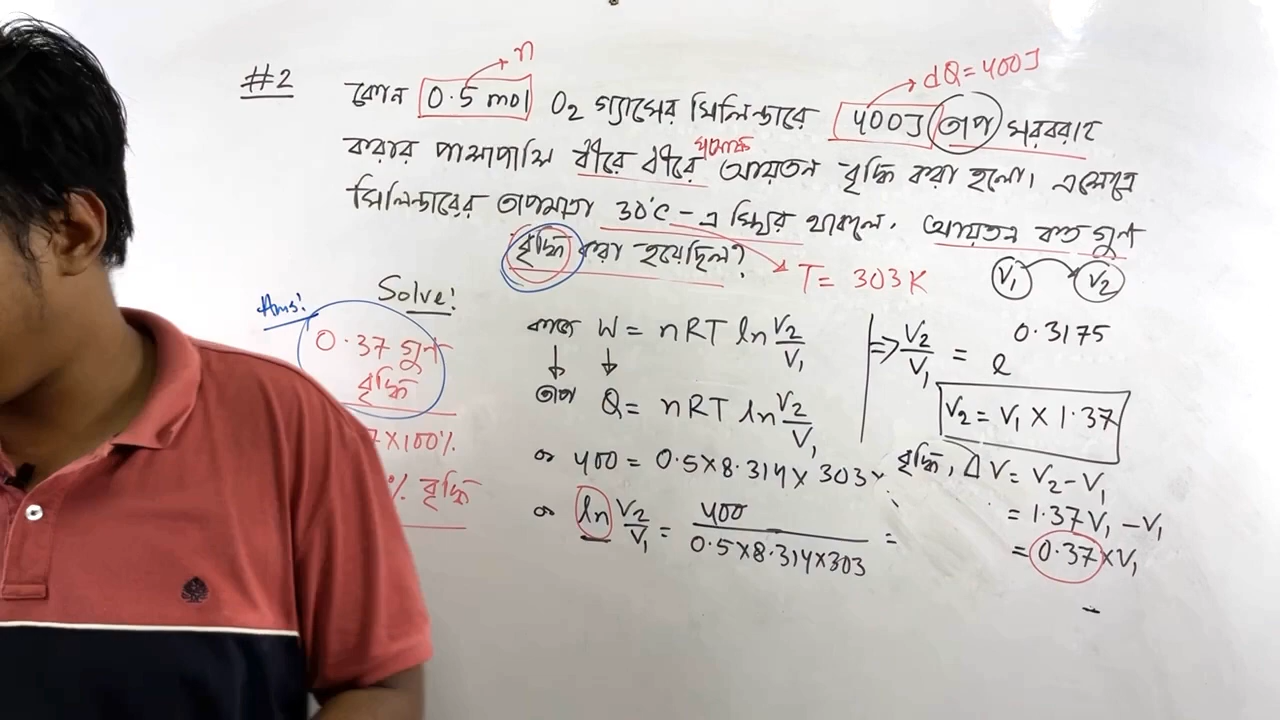 #2
কোন 0.5 mol O₂ গ্যাসের সিলিন্ডারে 400J তাপ সরবরাহ
n
dQ = 400J
করার পাশাপাশি ধীরে ধীরে আয়তন বৃদ্ধি করা হলো। এক্ষেত্রে
সিলিন্ডারের তাপমাত্রা 30°C - এ স্থির থাকলে, আয়তন কত গুণ
বৃদ্ধি করা হয়েছিল?
T = 303K
V₁ V₂
Solve!
Ans!
0.37 গুণ
বৃদ্ধি
7×100%
% বৃদ্ধি
কাজ W = nRT ln V₂/V₁
তাপ Q = nRT ln V₂/V₁
বা 400 = 0.5×8.314×303×
বা ln V₂/V₁ = 400/0.5×8.314×303 =
⇒ V₂/V₁ = e^0.3175
V₂ = V₁ × 1.37
বৃদ্ধি, ΔV = V₂ - V₁
= 1.37V₁ - V₁
= 0.37×V₁